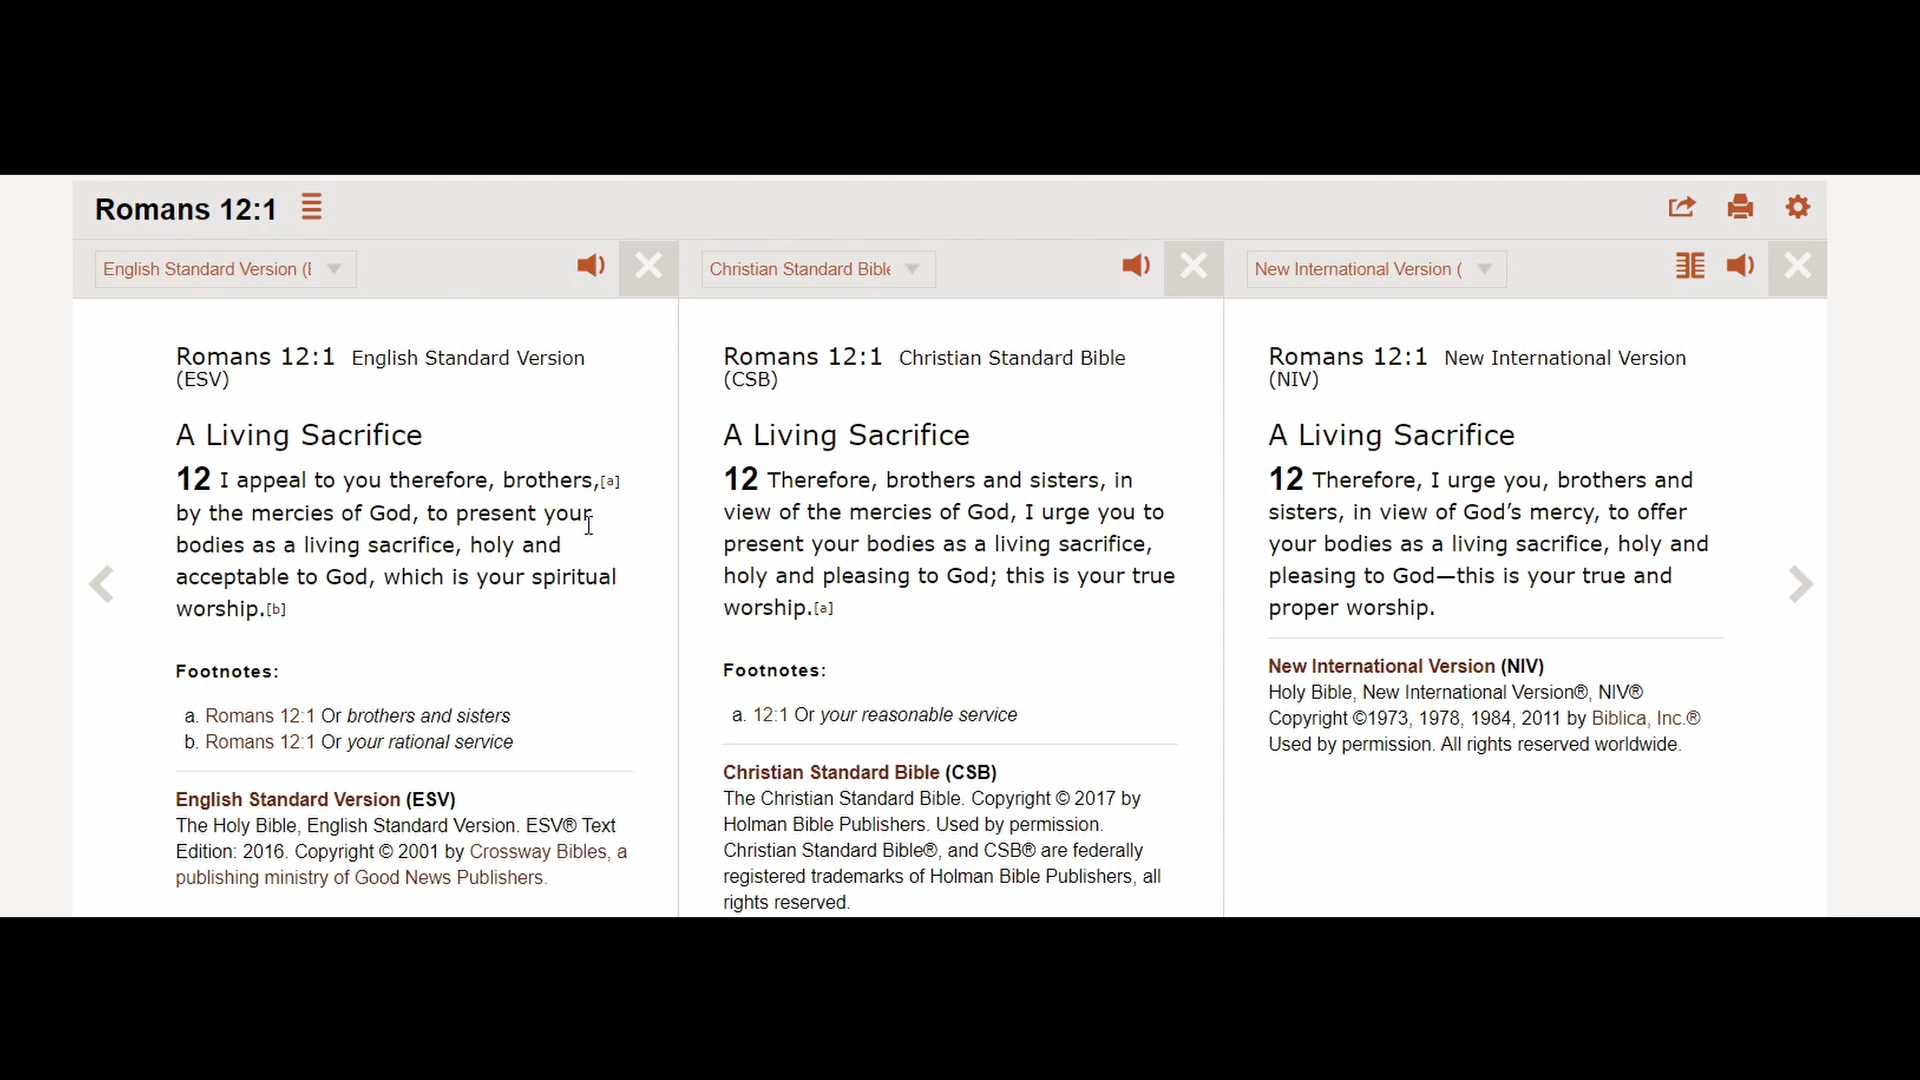 Romans 12:1
English Standard Version (E
Christian Standard Bible
New International Version (
Romans 12:1 English Standard Version
(ESV)
A Living Sacrifice
12 I appeal to you therefore, brothers,[a]
by the mercies of God, to present your
bodies as a living sacrifice, holy and
acceptable to God, which is your spiritual
worship.[b]
Footnotes:
a. Romans 12:1 Or brothers and sisters
b. Romans 12:1 Or your rational service
English Standard Version (ESV)
The Holy Bible, English Standard Version. ESV® Text
Edition: 2016. Copyright © 2001 by Crossway Bibles, a
publishing ministry of Good News Publishers.
Romans 12:1 Christian Standard Bible
(CSB)
A Living Sacrifice
12 Therefore, brothers and sisters, in
view of the mercies of God, I urge you to
present your bodies as a living sacrifice,
holy and pleasing to God; this is your true
worship.[a]
Footnotes:
a. 12:1 Or your reasonable service
Christian Standard Bible (CSB)
The Christian Standard Bible. Copyright © 2017 by
Holman Bible Publishers. Used by permission.
Christian Standard Bible®, and CSB® are federally
registered trademarks of Holman Bible Publishers, all
rights reserved.
Romans 12:1 New International Version
(NIV)
A Living Sacrifice
12 Therefore, I urge you, brothers and
sisters, in view of God’s mercy, to offer
your bodies as a living sacrifice, holy and
pleasing to God—this is your true and
proper worship.
New International Version (NIV)
Holy Bible, New International Version®, NIV®
Copyright ©1973, 1978, 1984, 2011 by Biblica, Inc.®
Used by permission. All rights reserved worldwide.